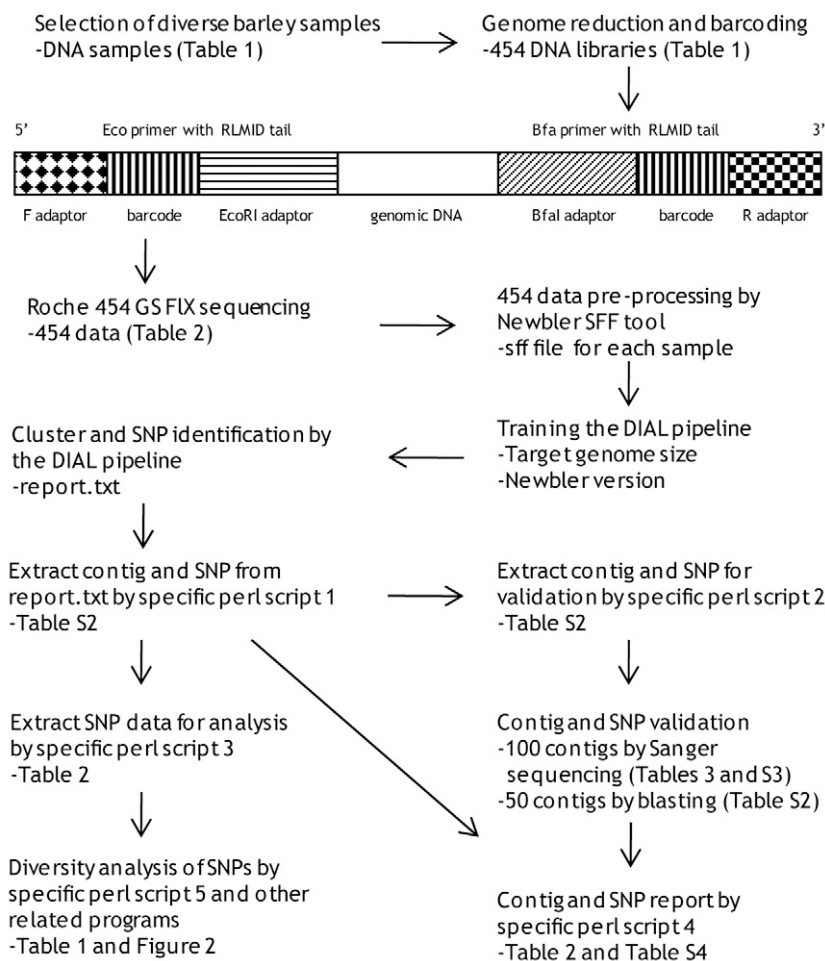 Selection of diverse barley samples
-DNA samples (Table 1)
Genome reduction and barcoding
-454 DNA libraries (Table 1)
5’
Eco primer with RLMID tail
Bfa primer with RLMID tail
3’
F adaptor
barcode
EcoRI adaptor
genomic DNA
BfaI adaptor
barcode
R adaptor
Roche 454 GS FlX sequencing
-454 data (Table 2)
454 data pre-processing by
Newbler SFF tool
-sff file for each sample
Training the DIAL pipeline
-Target genome size
-Newbler version
Cluster and SNP identification by
the DIAL pipeline
-report.txt
Extract contig and SNP from
report.txt by specific perl script 1
-Table S2
Extract contig and SNP for
validation by specific perl script 2
-Table S2
Extract SNP data for analysis
by specific perl script 3
-Table 2
Contig and SNP validation
-100 contigs by Sanger
sequencing (Tables 3 and S3)
-50 contigs by blasting (Table S2)
Diversity analysis of SNPs by
specific perl script 5 and other
related programs
-Table 1 and Figure 2
Contig and SNP report by
specific perl script 4
-Table 2 and Table S4